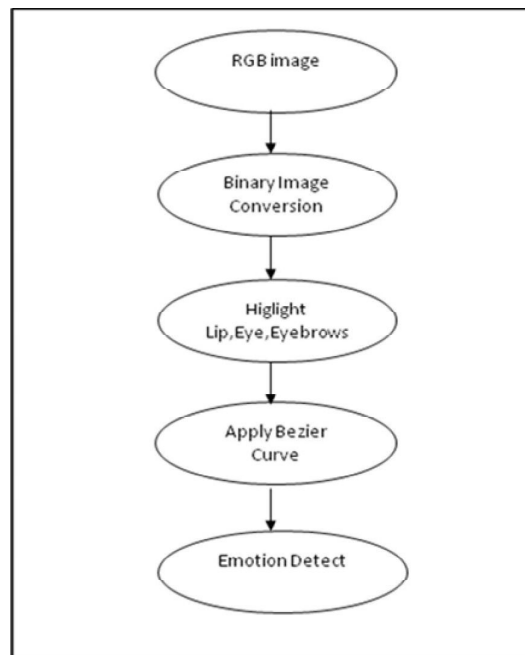 RGB image
Binary Image
Conversion
Higlight
Lip,Eye,Eyebrows
Apply Bezier
Curve
Emotion Detect